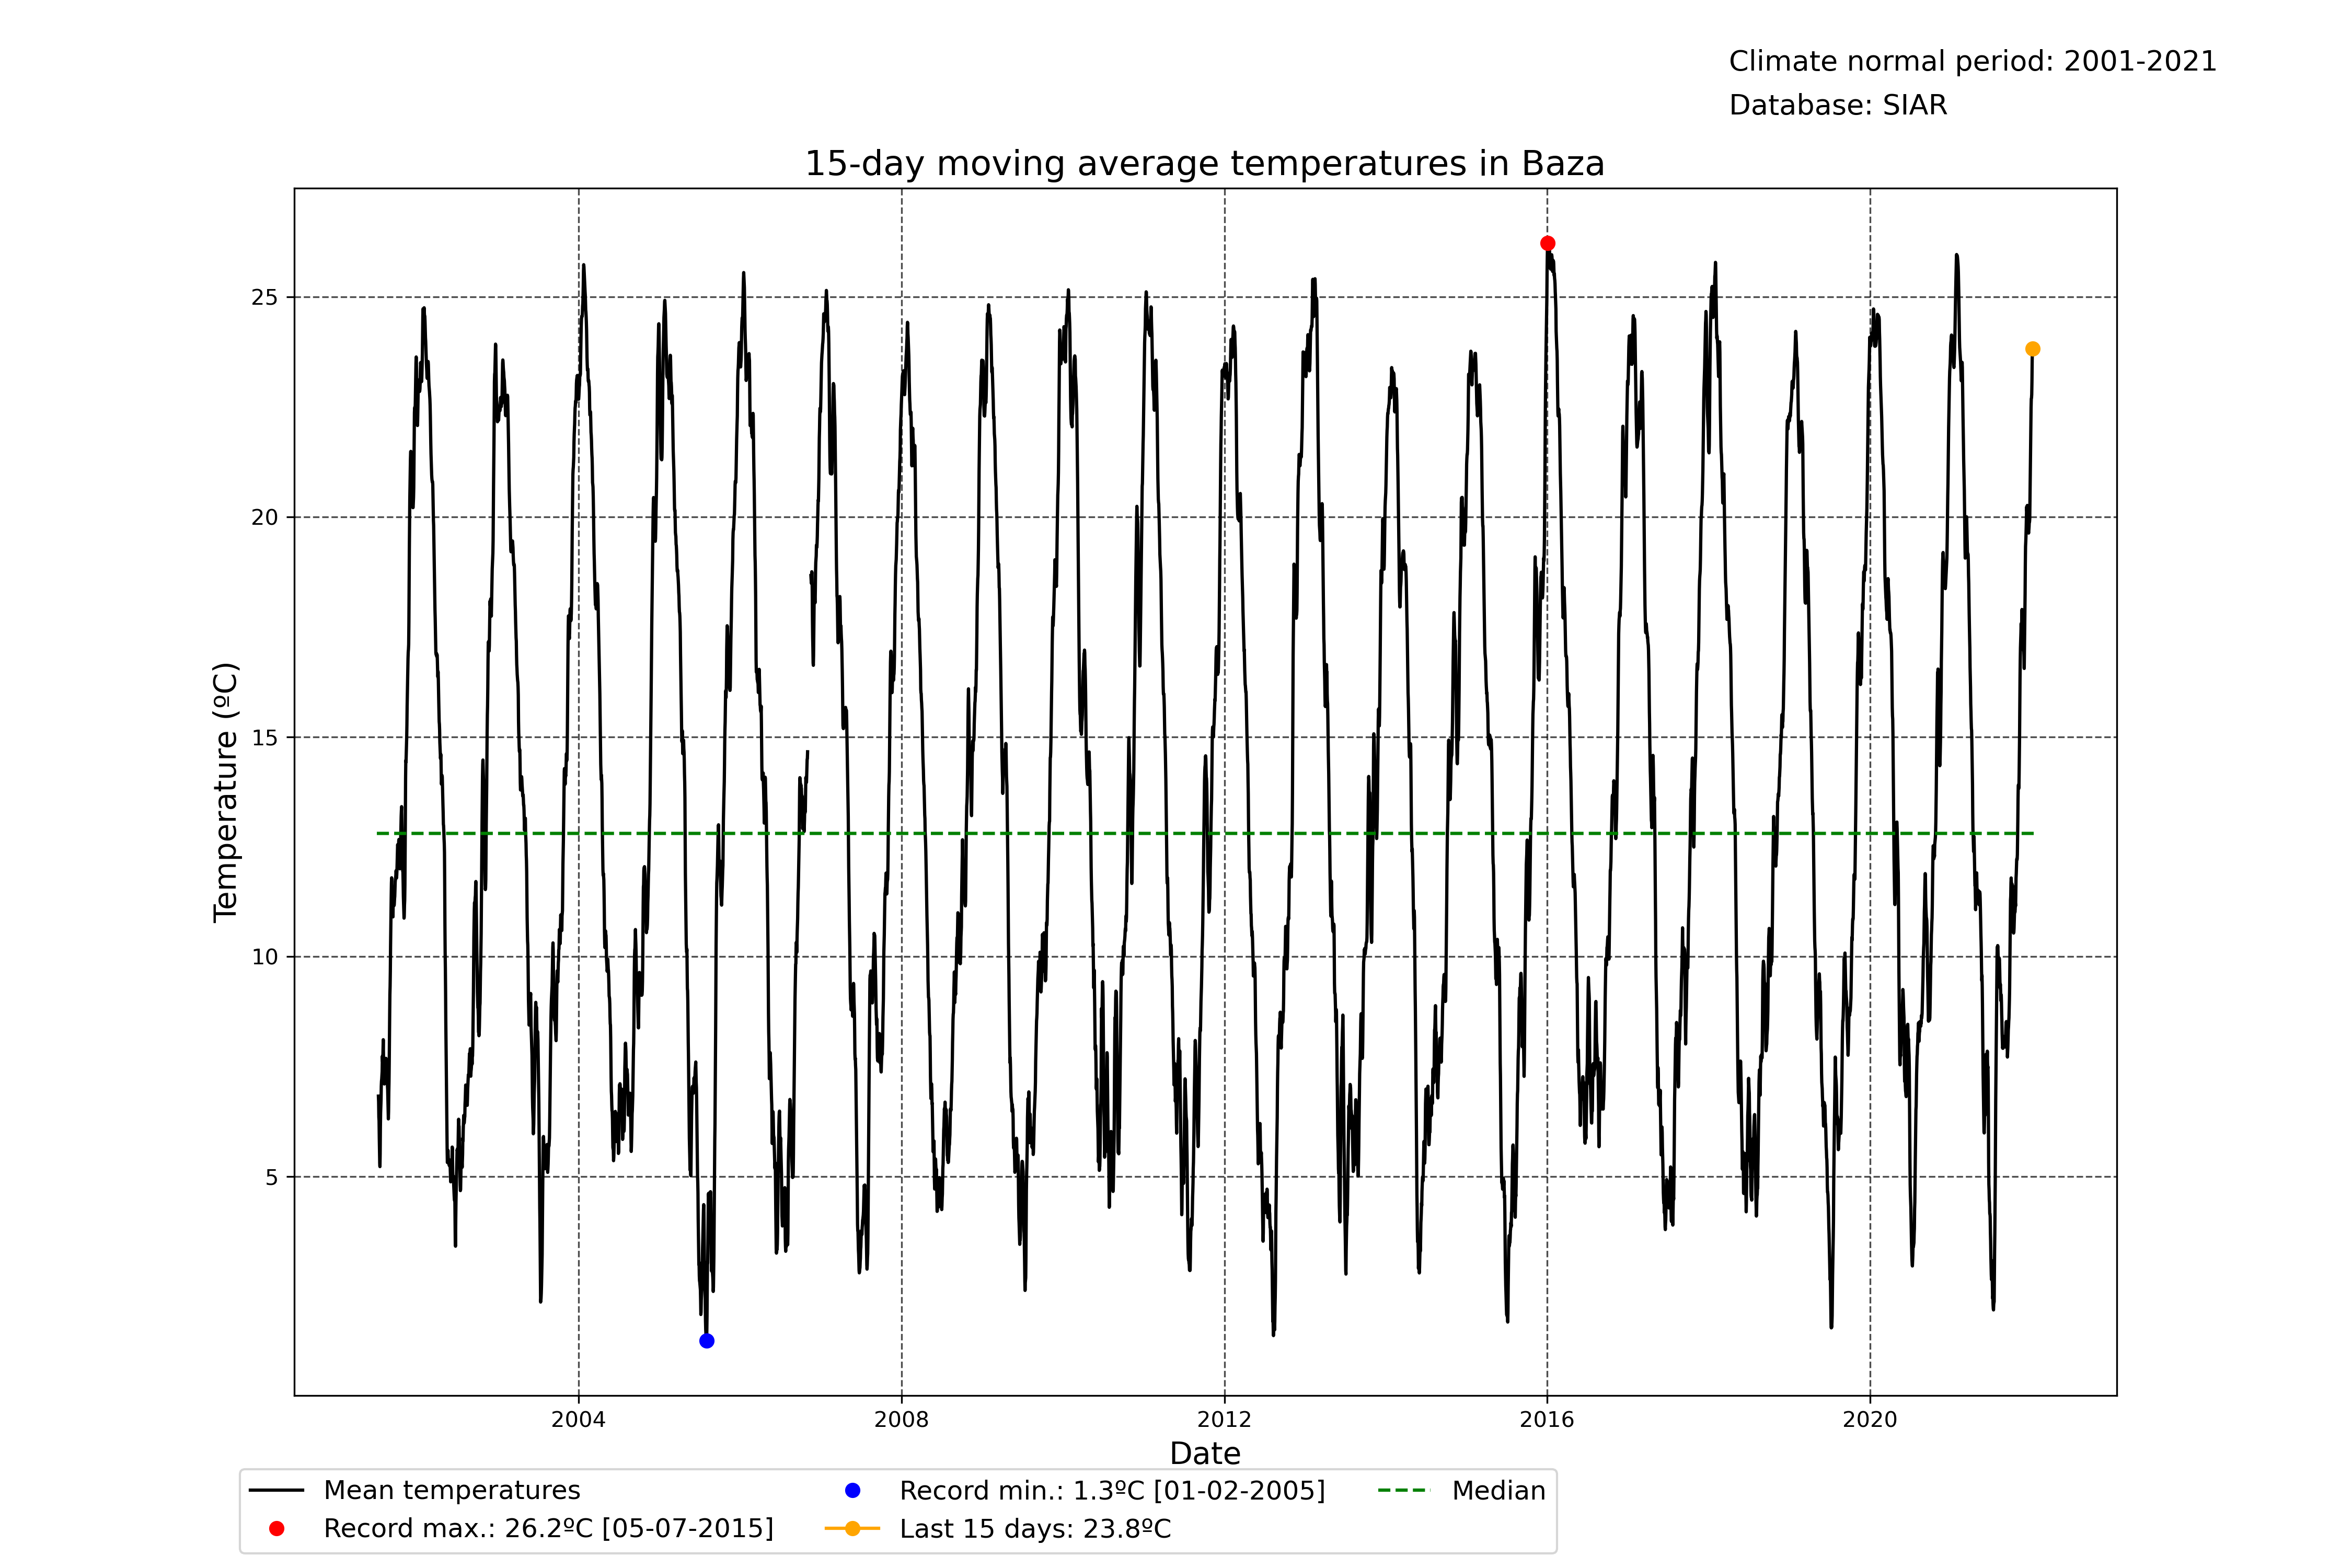 Climate normal period: 2001-2021
Database: SIAR
15-day moving average temperatures in Baza
25
20
15
10
5
Temperature (ºC)
2004 2008 2012 2016 2020
Date
Mean temperatures
Record max.: 26.2ºC [05-07-2015]
Record min.: 1.3ºC [01-02-2005]
Last 15 days: 23.8ºC
Median